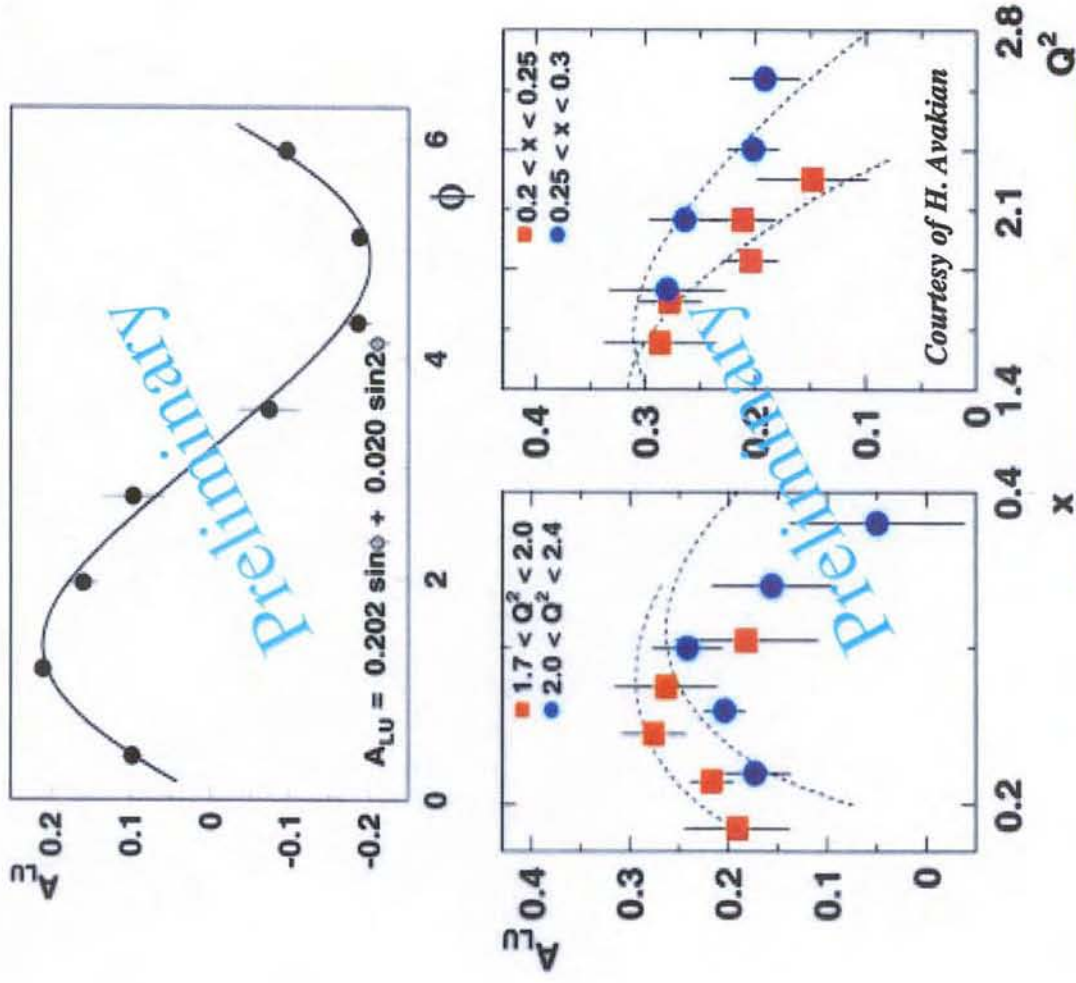 A_LU
0.2
0.1
0
-0.1
-0.2
A_LU = 0.202 sinϕ + 0.020 sin2ϕ
0 2 4 6
ϕ
Preliminary
A_LU
0.4
0.3
0.2
0.1
0
1.7 < Q² < 2.0
2.0 < Q² < 2.4
0.2 0.4
x
0.4
0.3
0.2
0.1
0
0.2 < x < 0.25
0.25 < x < 0.3
Preliminary
Courtesy of H. Avakian
1.4 2.1 2.8
Q²